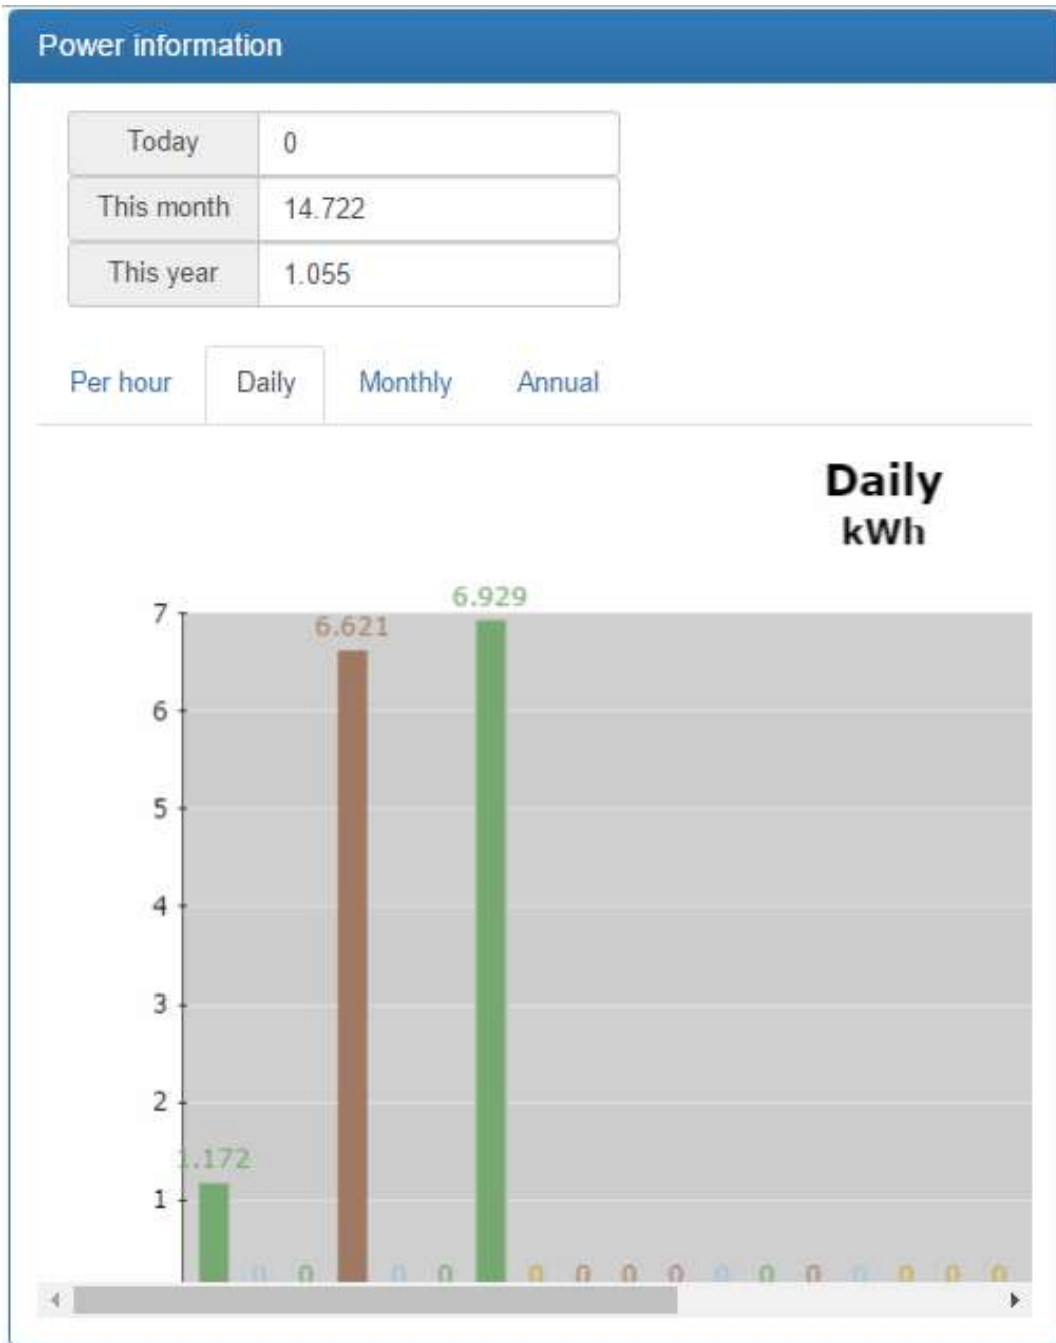 Power information
Today 0
This month 14.722
This year 1.055
Per hour Daily Monthly Annual
Daily
kWh
6.929
7
6.621
6
5
4
3
2
1.172
1
0 0 0 0 0 0 0 0 0 0 0 0 0 0 0